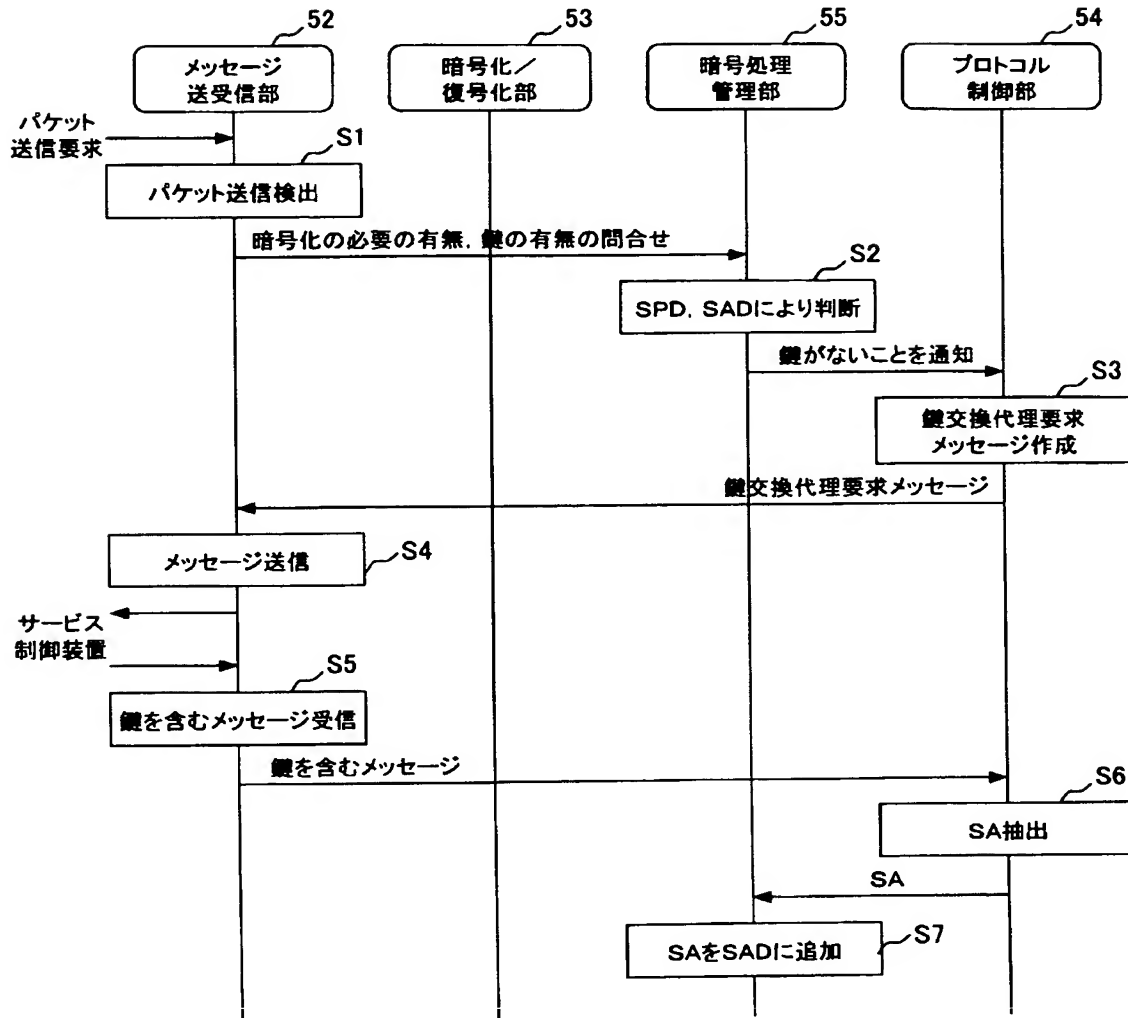 52
53
55
54
メッセージ
送受信部
暗号化／
復号化部
暗号処理
管理部
プロトコル
制御部
パケット
送信要求
S1
パケット送信検出
暗号化の必要の有無，鍵の有無の問合せ
S2
SPD，SADにより判断
鍵がないことを通知
S3
鍵交換代理要求
メッセージ作成
鍵交換代理要求メッセージ
メッセージ送信
S4
サービス
制御装置
S5
鍵を含むメッセージ受信
鍵を含むメッセージ
S6
SA抽出
SA
SAをSADに追加
S7